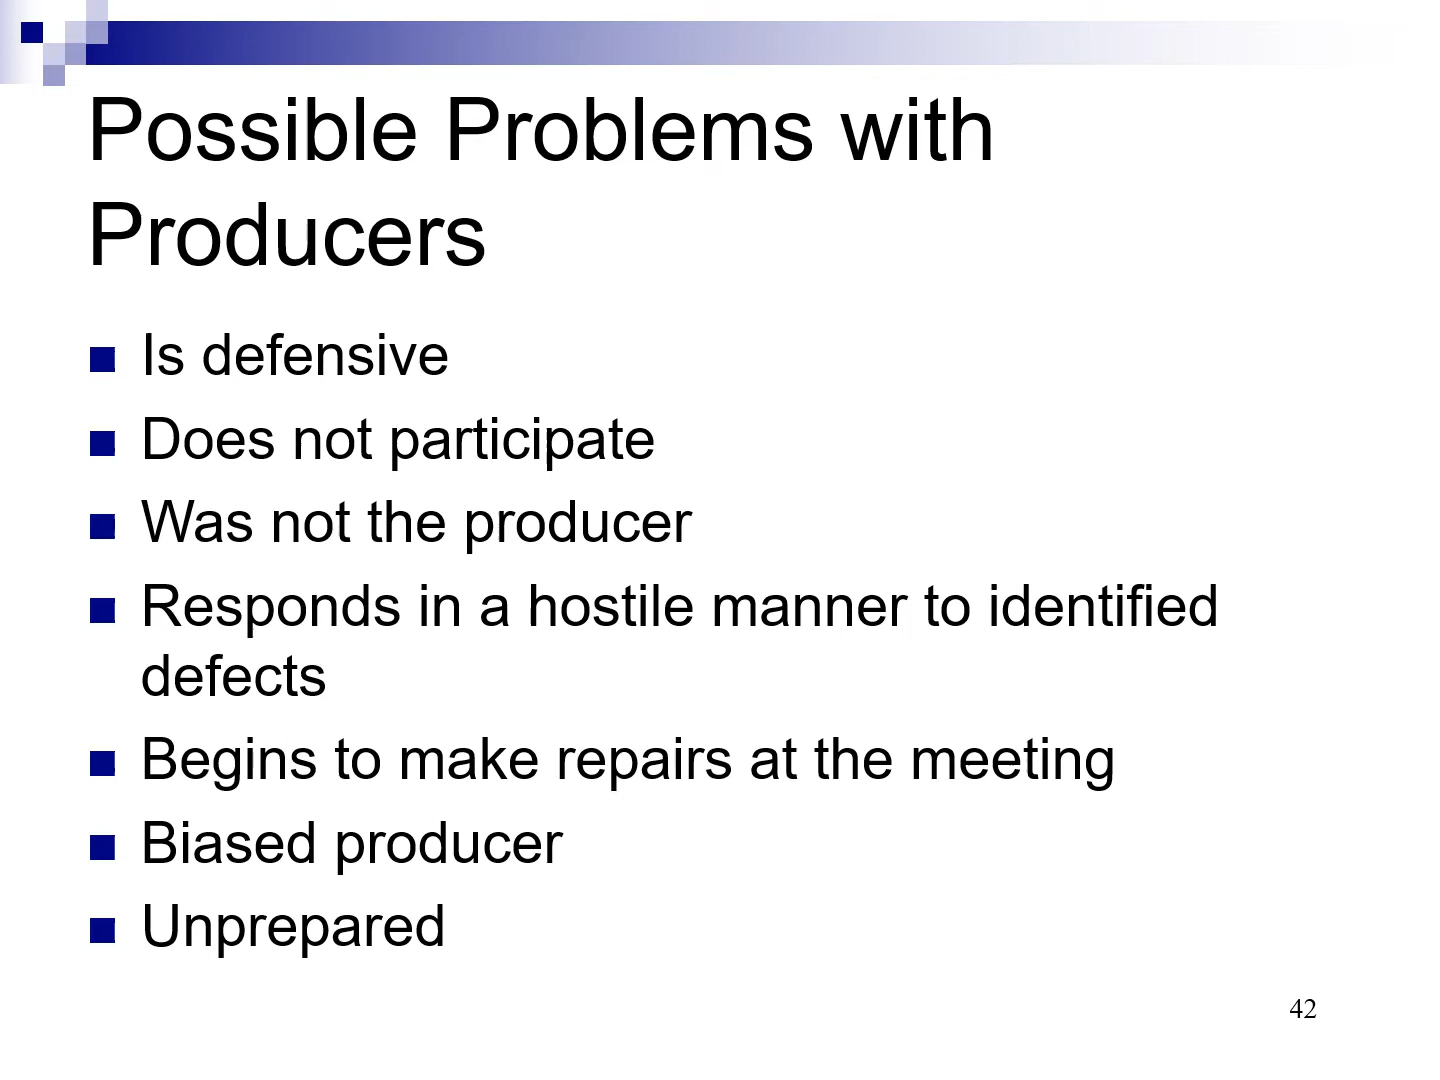 Possible Problems with
Producers
Is defensive
Does not participate
Was not the producer
Responds in a hostile manner to identified
defects
Begins to make repairs at the meeting
Biased producer
Unprepared
42